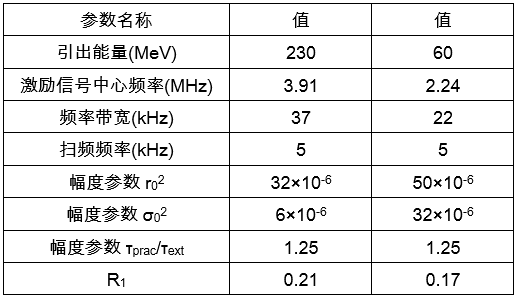 参数名称 值 值
引出能量(MeV) 230 60
激励信号中心频率(MHz) 3.91 2.24
频率带宽(kHz) 37 22
扫频频率(kHz) 5 5
幅度参数 r₀² 32×10⁻⁶ 50×10⁻⁶
幅度参数 σ₀² 6×10⁻⁶ 32×10⁻⁶
幅度参数 τprac/τext 1.25 1.25
R₁ 0.21 0.17